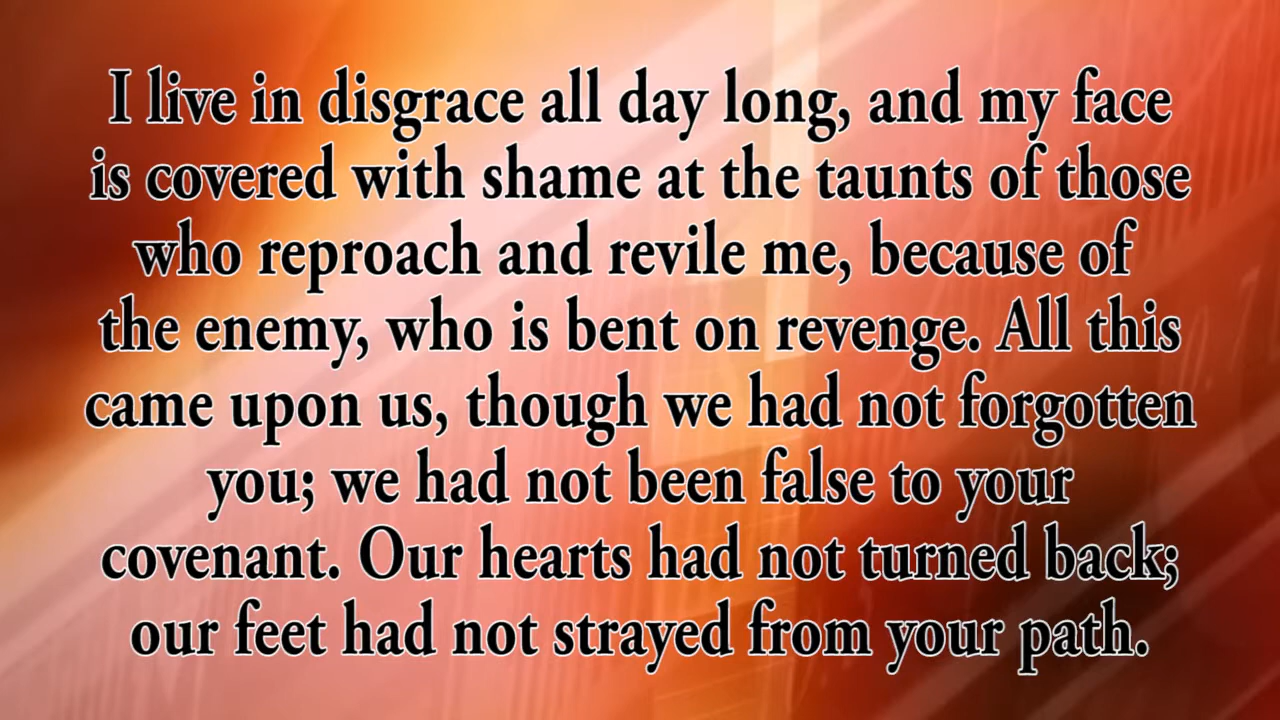 I live in disgrace all day long, and my face
is covered with shame at the taunts of those
who reproach and revile me, because of
the enemy, who is bent on revenge. All this
came upon us, though we had not forgotten
you; we had not been false to your
covenant. Our hearts had not turned back;
our feet had not strayed from your path.